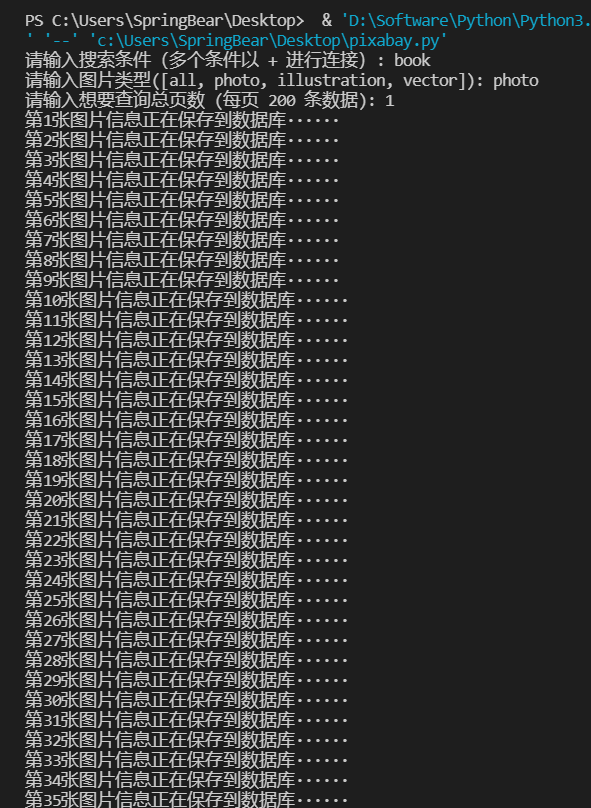 PS C:\Users\SpringBear\Desktop>  & 'D:\Software\Python\Python3.
' '--' 'c:\Users\SpringBear\Desktop\pixabay.py'
请输入搜索条件 (多个条件以 + 进行连接) : book
请输入图片类型([all, photo, illustration, vector]): photo
请输入想要查询总页数 (每页 200 条数据): 1
第1张图片信息正在保存到数据库······
第2张图片信息正在保存到数据库······
第3张图片信息正在保存到数据库······
第4张图片信息正在保存到数据库······
第5张图片信息正在保存到数据库······
第6张图片信息正在保存到数据库······
第7张图片信息正在保存到数据库······
第8张图片信息正在保存到数据库······
第9张图片信息正在保存到数据库······
第10张图片信息正在保存到数据库······
第11张图片信息正在保存到数据库······
第12张图片信息正在保存到数据库······
第13张图片信息正在保存到数据库······
第14张图片信息正在保存到数据库······
第15张图片信息正在保存到数据库······
第16张图片信息正在保存到数据库······
第17张图片信息正在保存到数据库······
第18张图片信息正在保存到数据库······
第19张图片信息正在保存到数据库······
第20张图片信息正在保存到数据库······
第21张图片信息正在保存到数据库······
第22张图片信息正在保存到数据库······
第23张图片信息正在保存到数据库······
第24张图片信息正在保存到数据库······
第25张图片信息正在保存到数据库······
第26张图片信息正在保存到数据库······
第27张图片信息正在保存到数据库······
第28张图片信息正在保存到数据库······
第29张图片信息正在保存到数据库······
第30张图片信息正在保存到数据库······
第31张图片信息正在保存到数据库······
第32张图片信息正在保存到数据库······
第33张图片信息正在保存到数据库······
第34张图片信息正在保存到数据库······
第35张图片信息正在保存到数据库······